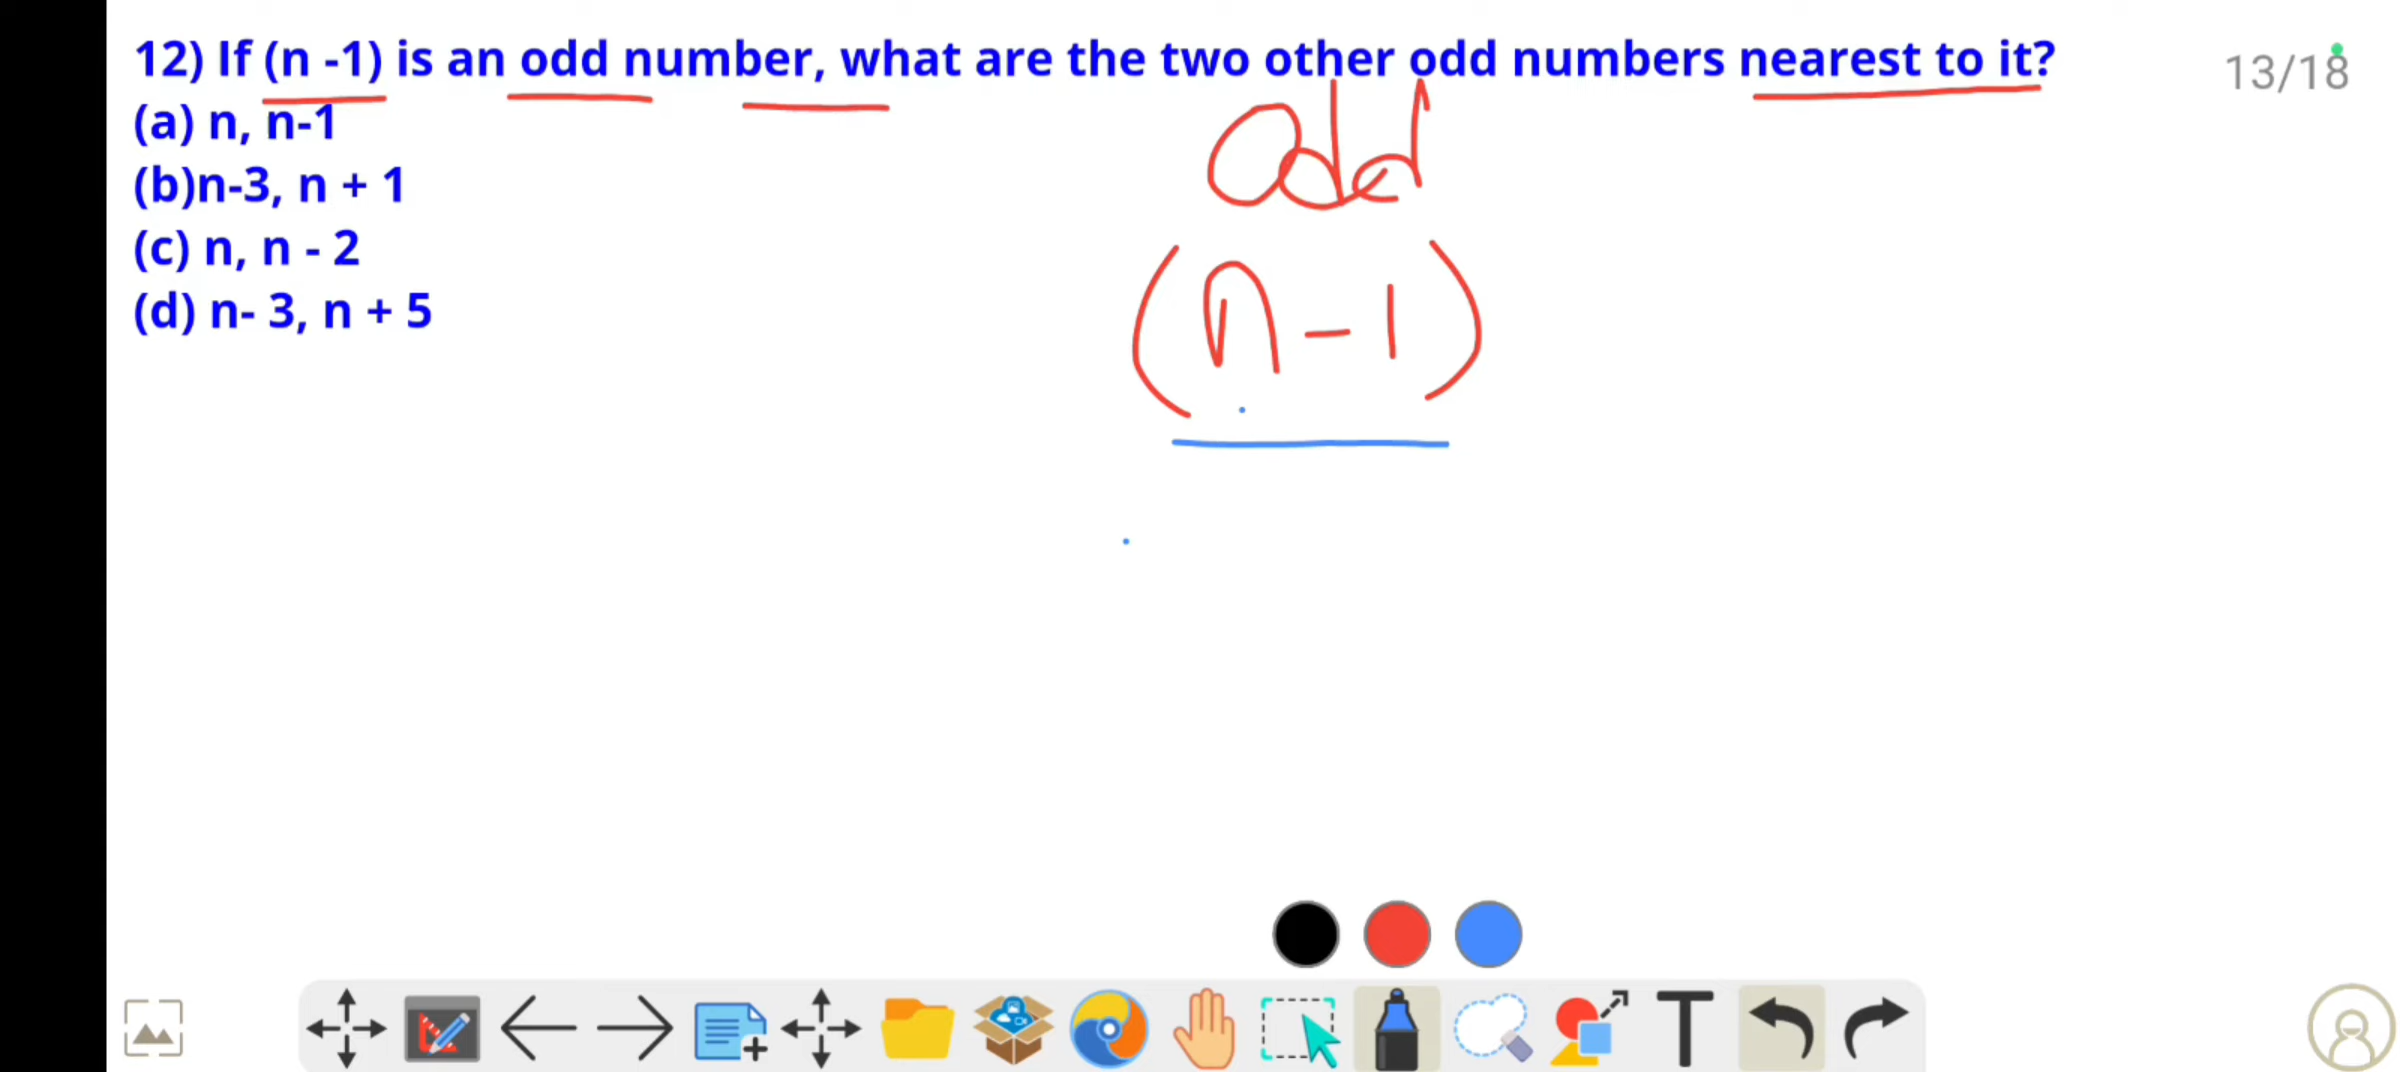 12) If (n -1) is an odd number, what are the two other odd numbers nearest to it?
13/18
(a) n, n-1
(b)n-3, n + 1
(c) n, n - 2
(d) n- 3, n + 5
odd
(n-1)
T